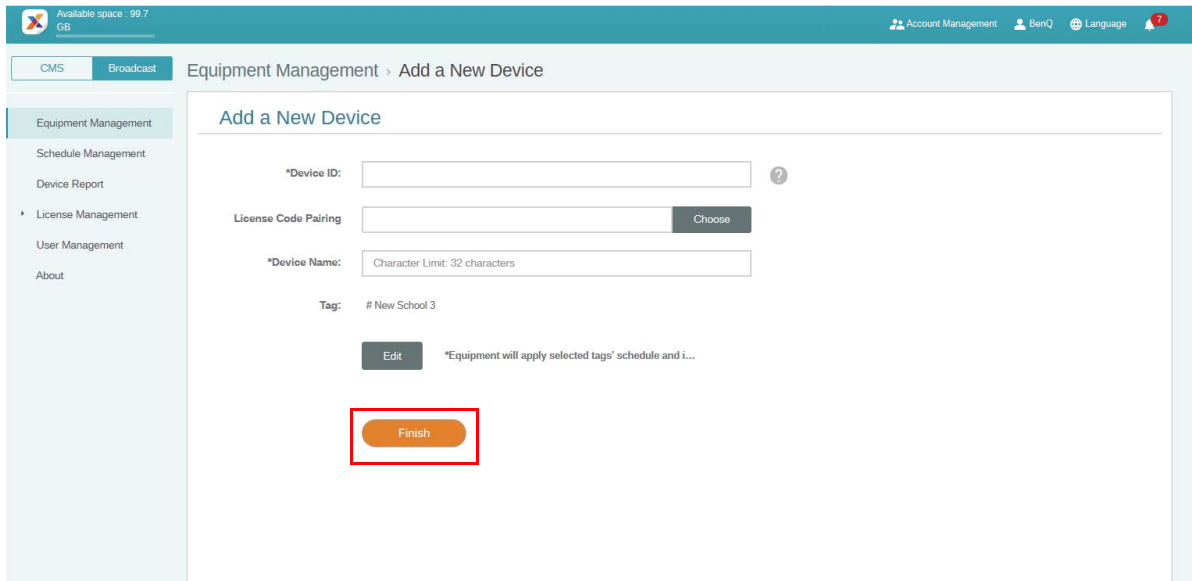 Available space : 99.7
GB
Account Management
BenQ
Language
7
CMS
Broadcast
Equipment Management › Add a New Device
Equipment Management
Schedule Management
Device Report
License Management
User Management
About
Add a New Device
*Device ID:
?
License Code Pairing
Choose
*Device Name:
Character Limit: 32 characters
Tag:
# New School 3
Edit
*Equipment will apply selected tags' schedule and i...
Finish